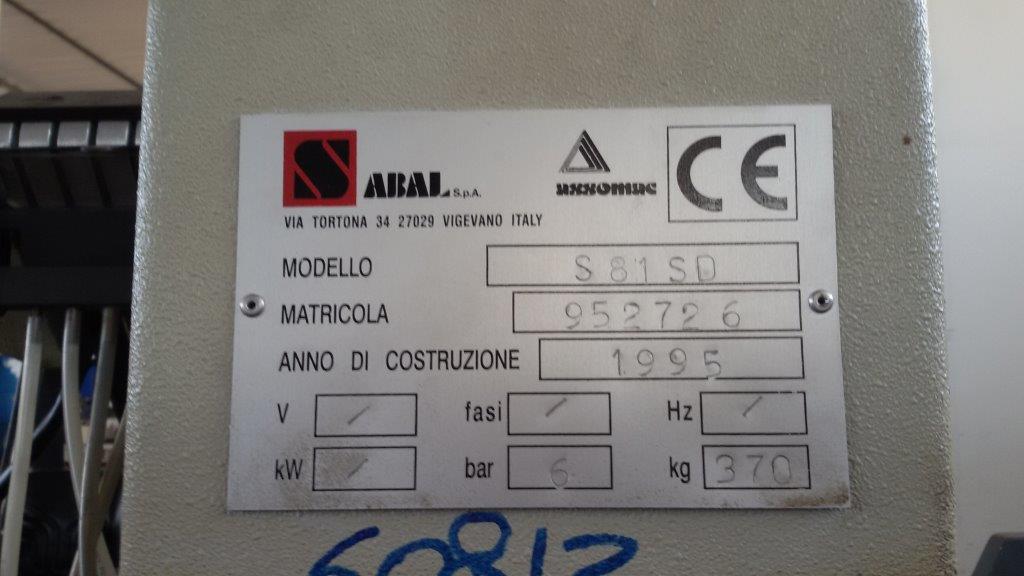 S ABAL S.p.A.
assomac
CE
VIA TORTONA 34 27029 VIGEVANO ITALY
MODELLO S 81 SD
MATRICOLA 952726
ANNO DI COSTRUZIONE 1995
V / fasi / Hz /
kW / bar 6 kg 370